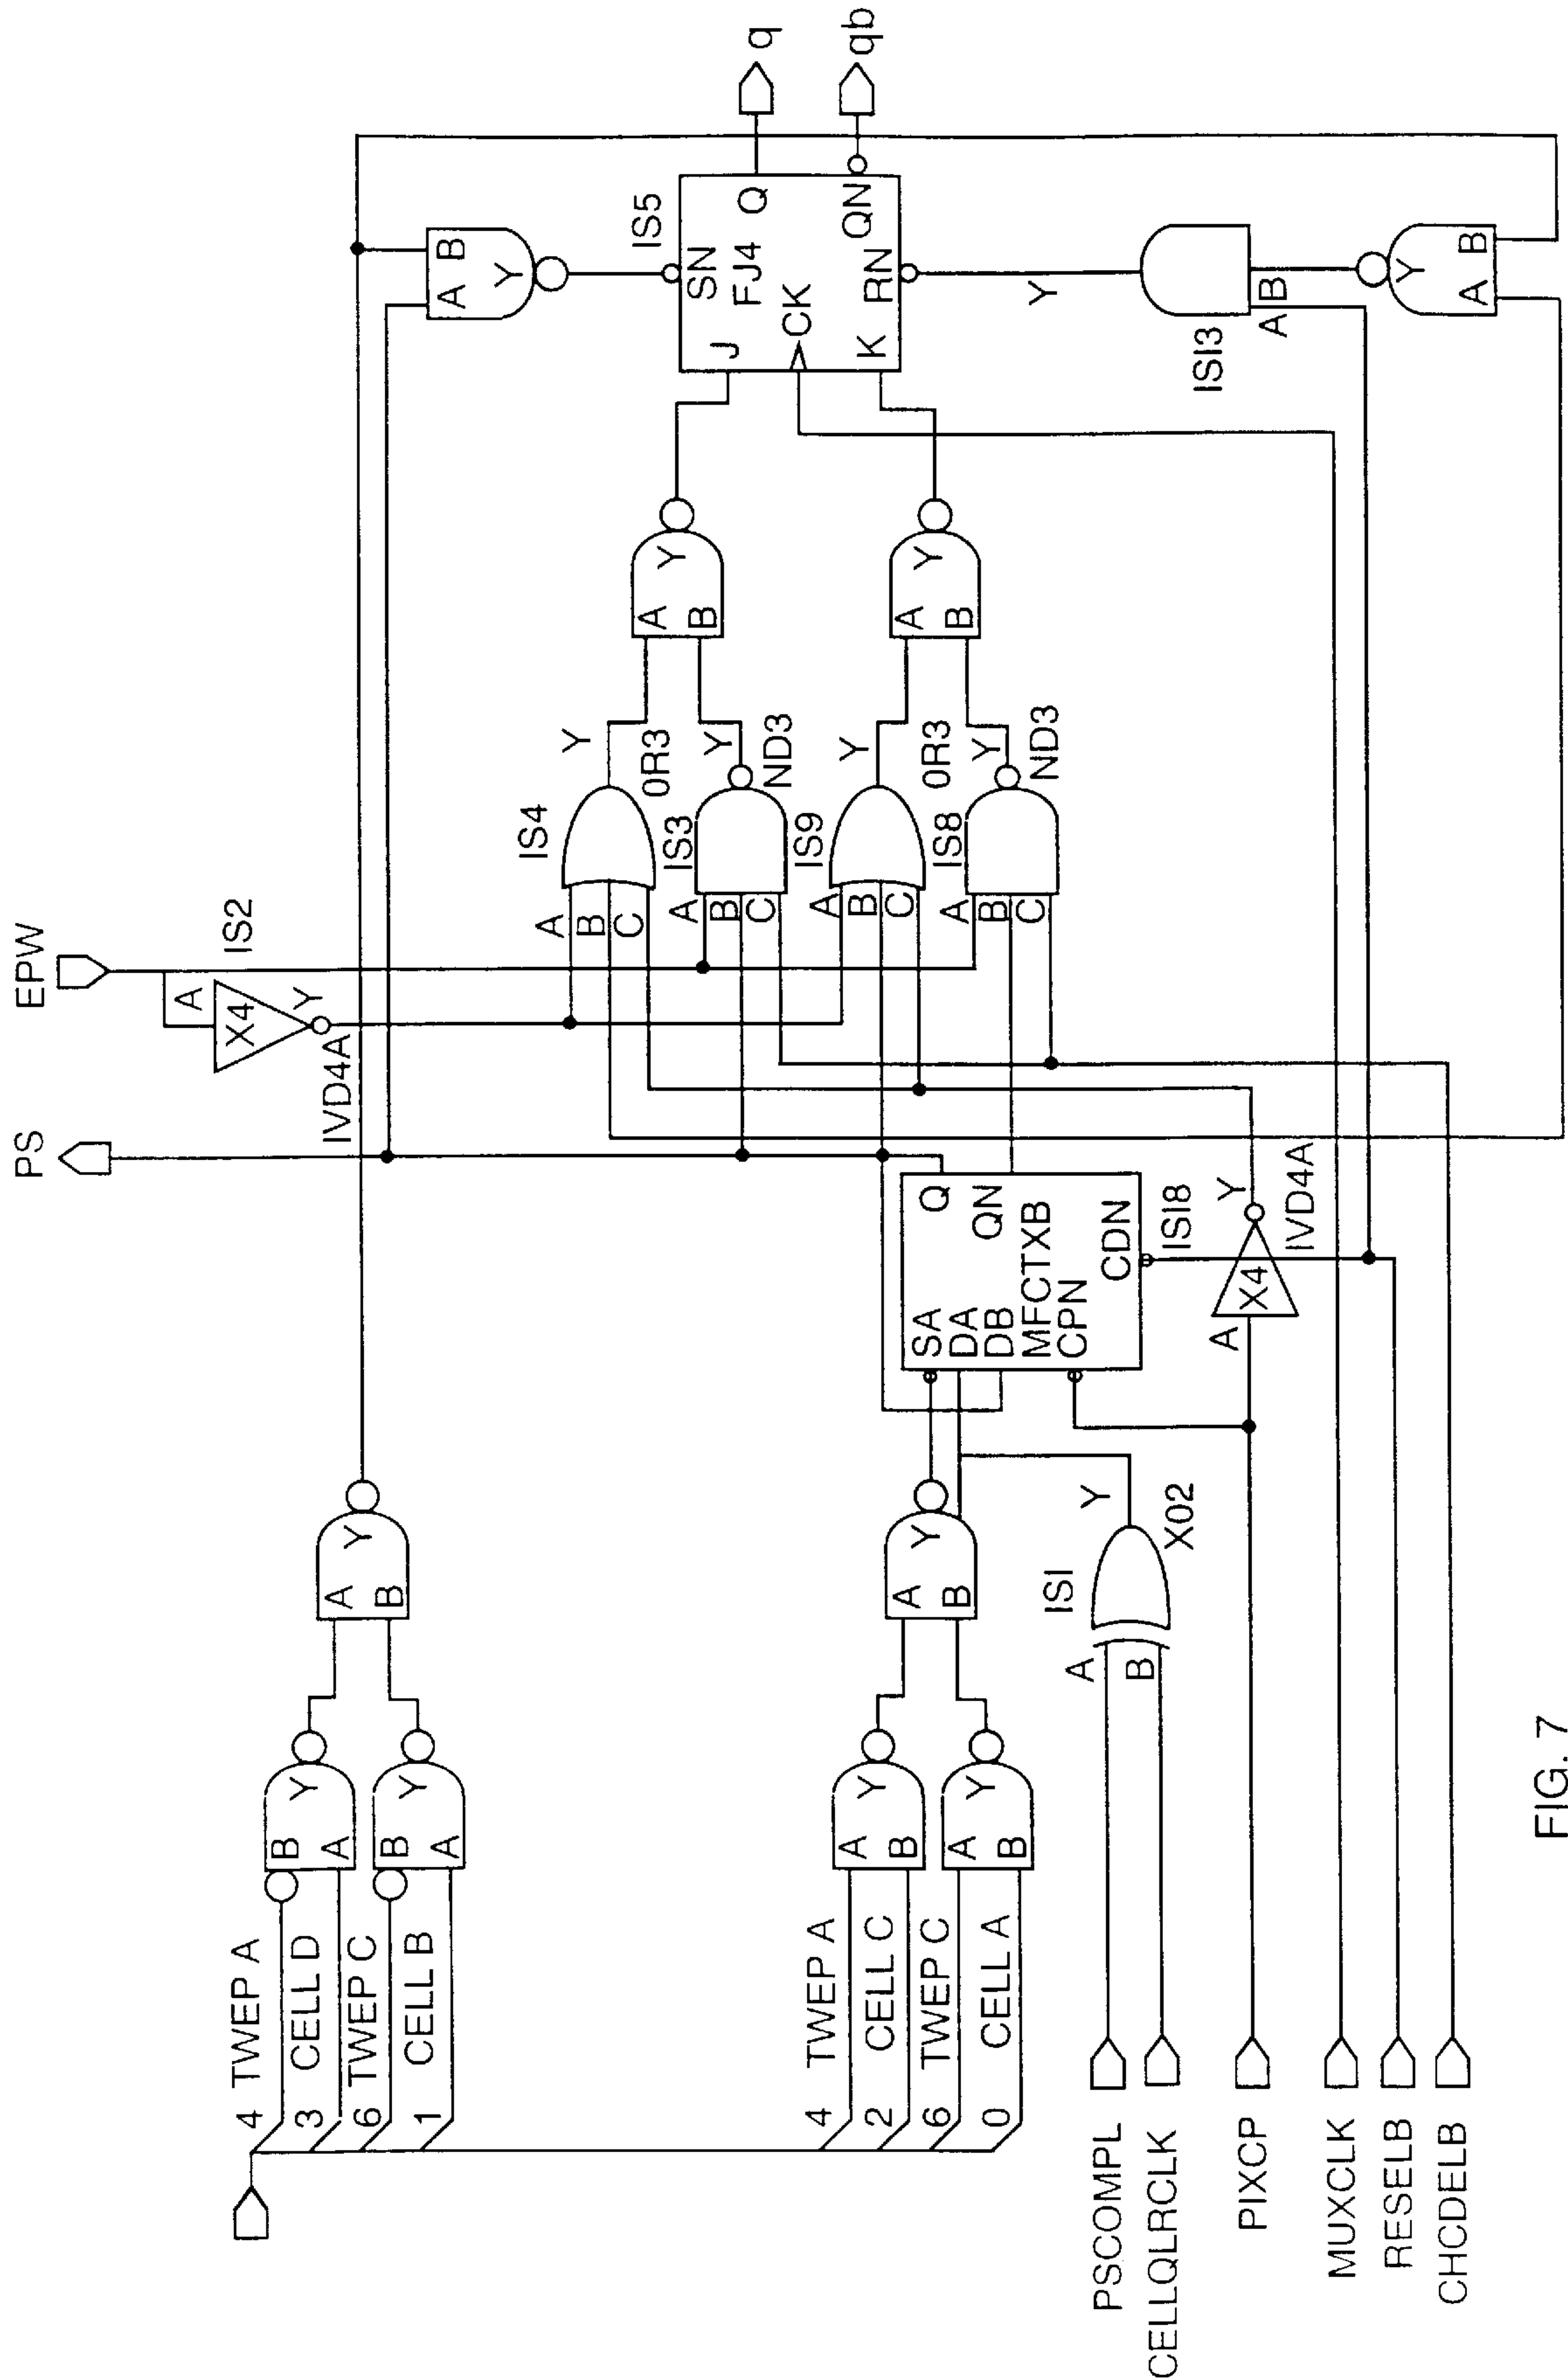 PS
EPW
4 TWEP A
3 CELL D
6 TWEP C
1 CELL B
B
Y
A
B
Y
A
A
Y
B
IVD4A
A
X4
Y
IS2
A
B
Y
IS5
SN
FJ4
J
Q
CK
K
RN
QN
q
qb
IS4
A
B
C
Y
0R3
IS3
A
B
C
Y
ND3
IS9
A
B
C
Y
0R3
IS8
A
B
C
Y
ND3
A
Y
B
A
Y
B
4 TWEP A
2 CELL C
6 TWEP C
0 CELL A
A
Y
B
A
Y
B
A
Y
B
SA
DA
DB
MFCTXB
CPN
Q
QN
CDN
ISI8
ISI
A
B
Y
X02
A
X4
Y
IVD4A
Y
ISI3
A
B
Y
A
B
PSCOMPL
CELLQLRCLK
PIXCP
MUXCLK
RESELB
CHCDELB
FIG. 7